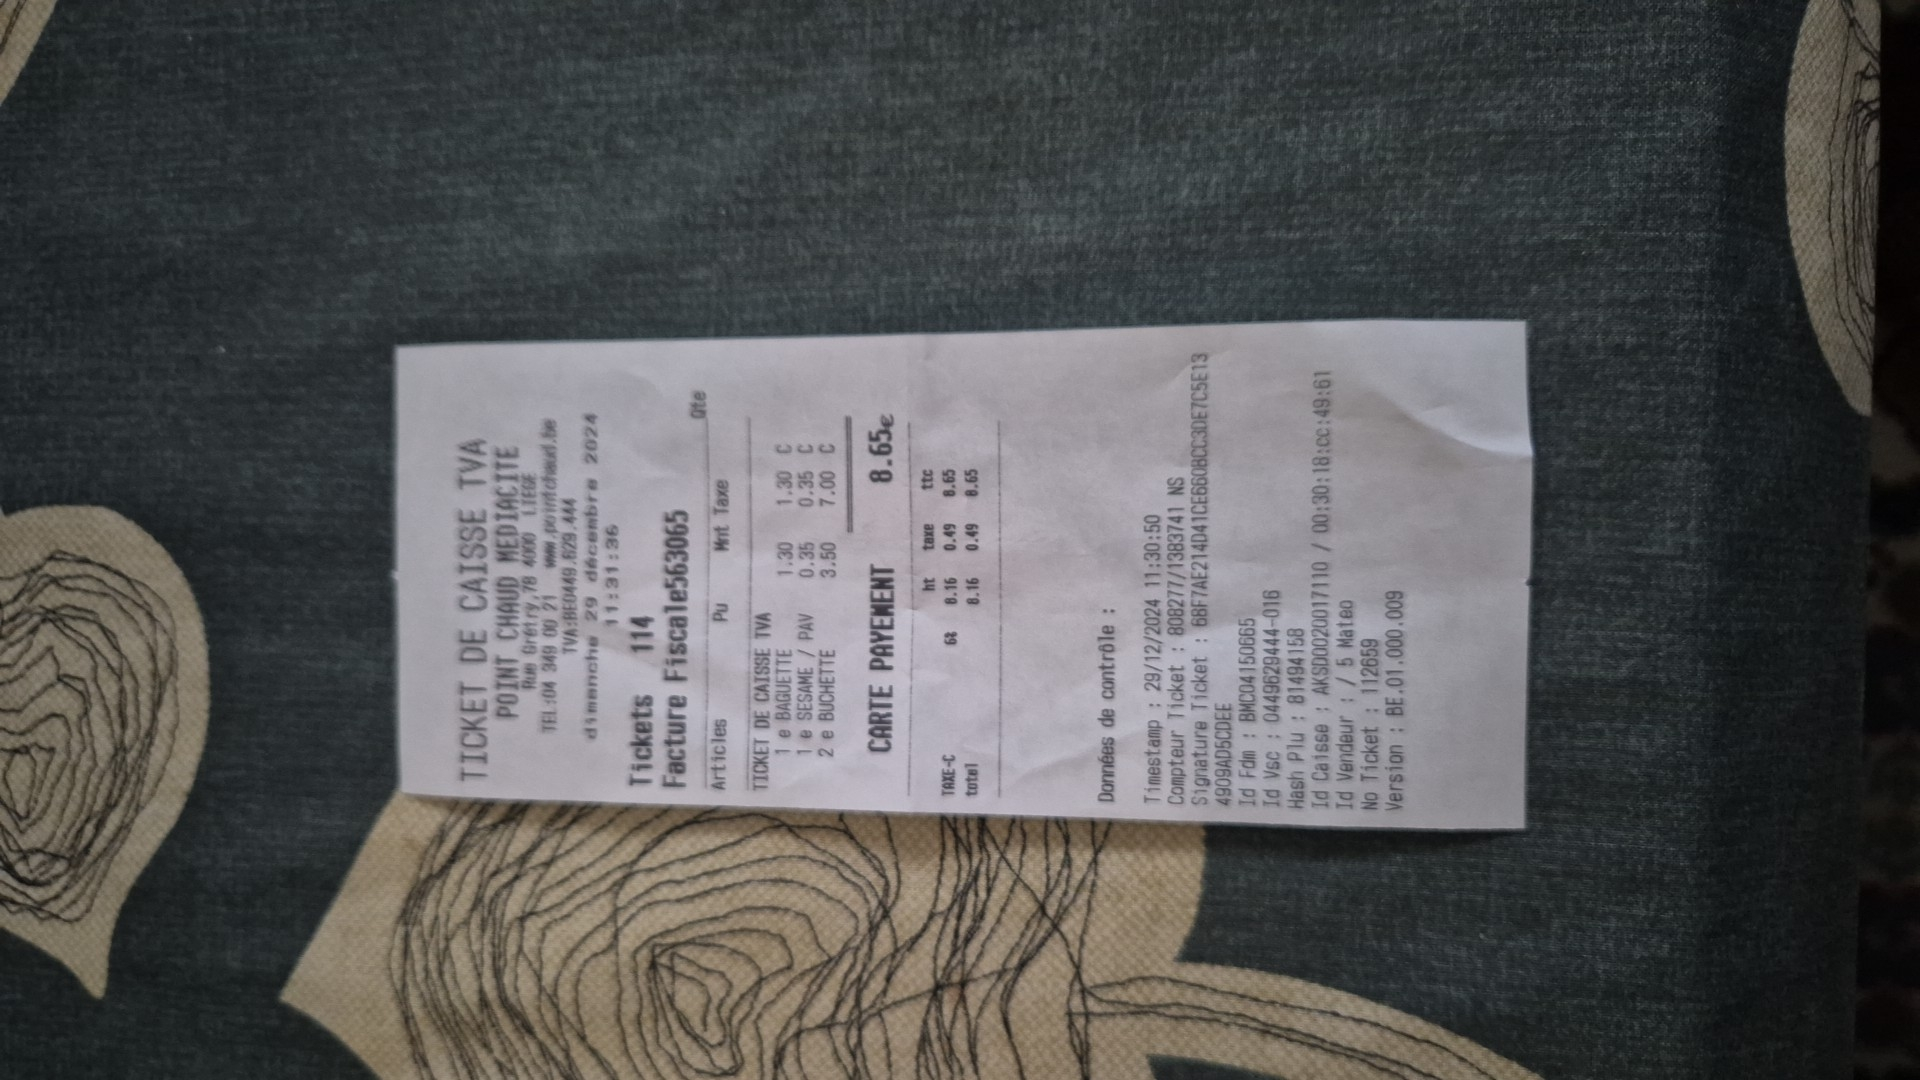 TICKET DE CAISSE TVA
POINT CHAUD MEDIACITE
Rue Grétry,78 4000 LIEGE
TEL:04 349 00 21 www.pointchaud.be
TVA:BE0449.629.444
dimanche 29 décembre 2024
11:31:36
Tickets 114
Facture Fiscale563065
Qte
Articles Pu Mnt Taxe
TICKET DE CAISSE TVA
1 e BAGUETTE 1.30 1.30 C
1 e SESAME / PAV 0.35 0.35 C
2 e BUCHETTE 3.50 7.00 C
CARTE PAYEMENT 8.65€
ht taxe ttc
TAXE-C 6% 8.16 0.49 8.65
total 8.16 0.49 8.65
Données de contrôle :
Timestamp : 29/12/2024 11:30:50
Compteur Ticket : 808277/1383741 NS
Signature Ticket : 6BF7AE214D41CE6608CC3DE7C5E13
4909AD5CDEE
Id Fdm : BMC04150665
Id Vsc : 0449629444-016
Hash Plu : 81494158
Id Caisse : AKSD00200017110 / 00:30:18:cc:49:61
Id Vendeur : / 5 Mateo
No Ticket : 112659
Version : BE.01.000.009